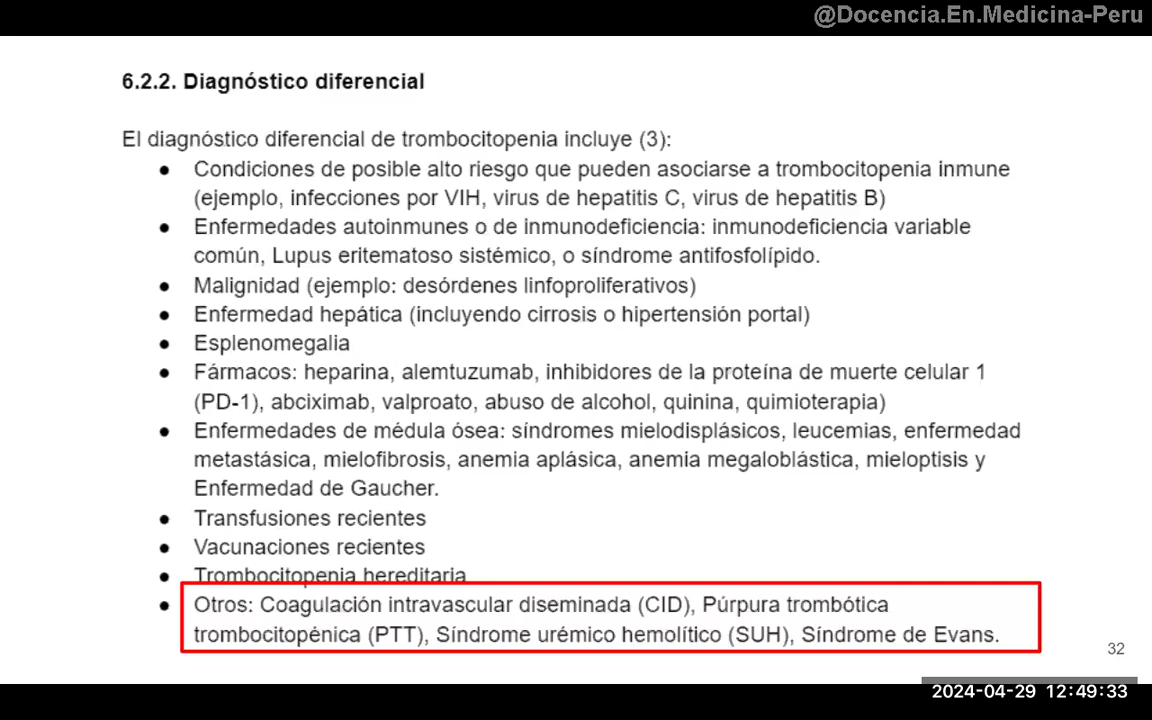 @Docencia.En.Medicina-Peru
6.2.2. Diagnóstico diferencial
El diagnóstico diferencial de trombocitopenia incluye (3):
● Condiciones de posible alto riesgo que pueden asociarse a trombocitopenia inmune
(ejemplo, infecciones por VIH, virus de hepatitis C, virus de hepatitis B)
● Enfermedades autoinmunes o de inmunodeficiencia: inmunodeficiencia variable
común, Lupus eritematoso sistémico, o síndrome antifosfolípido.
● Malignidad (ejemplo: desórdenes linfoproliferativos)
● Enfermedad hepática (incluyendo cirrosis o hipertensión portal)
● Esplenomegalia
● Fármacos: heparina, alemtuzumab, inhibidores de la proteína de muerte celular 1
(PD-1), abciximab, valproato, abuso de alcohol, quinina, quimioterapia)
● Enfermedades de médula ósea: síndromes mielodisplásicos, leucemias, enfermedad
metastásica, mielofibrosis, anemia aplásica, anemia megaloblástica, mieloptisis y
Enfermedad de Gaucher.
● Transfusiones recientes
● Vacunaciones recientes
● Trombocitopenia hereditaria
● Otros: Coagulación intravascular diseminada (CID), Púrpura trombótica
trombocitopénica (PTT), Síndrome urémico hemolítico (SUH), Síndrome de Evans.
32
2024-04-29 12:49:33